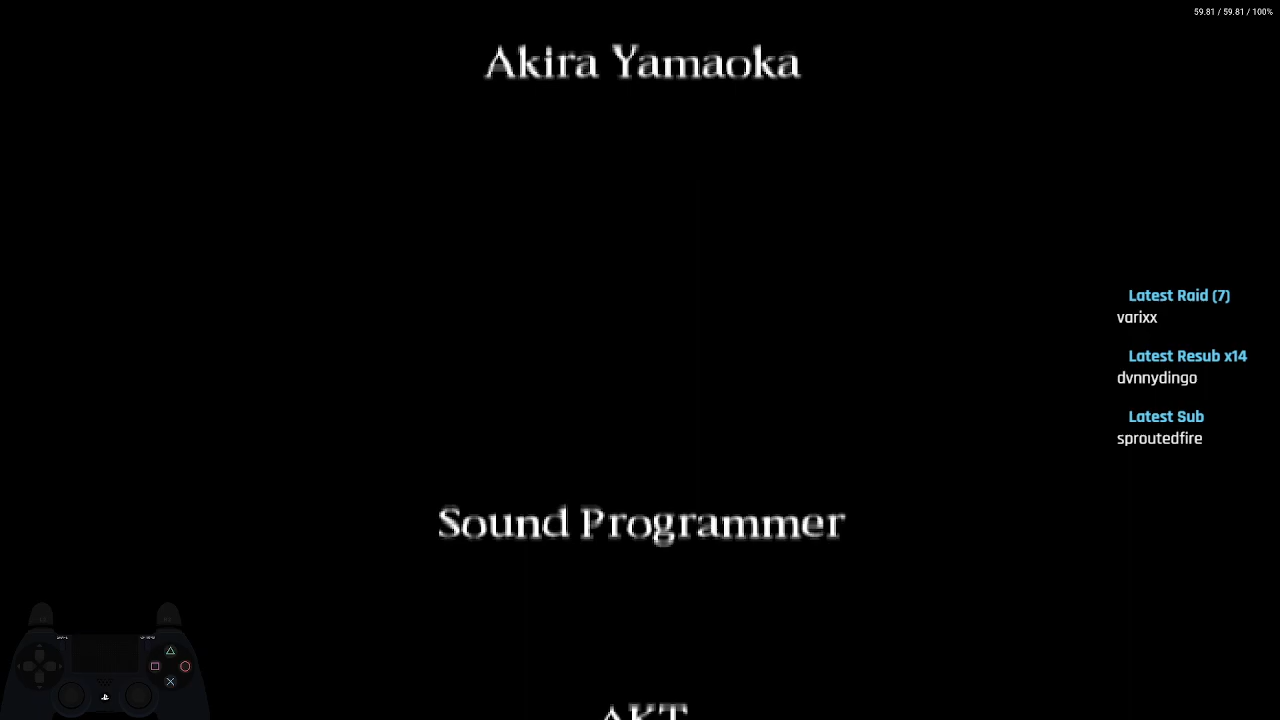 59.81 / 59.81 / 100%
Akira Yamaoka
Latest Raid (7)
varixx
Latest Resub x14
dvnnydingo
Latest Sub
sproutedfire
Sound Programmer
AKT